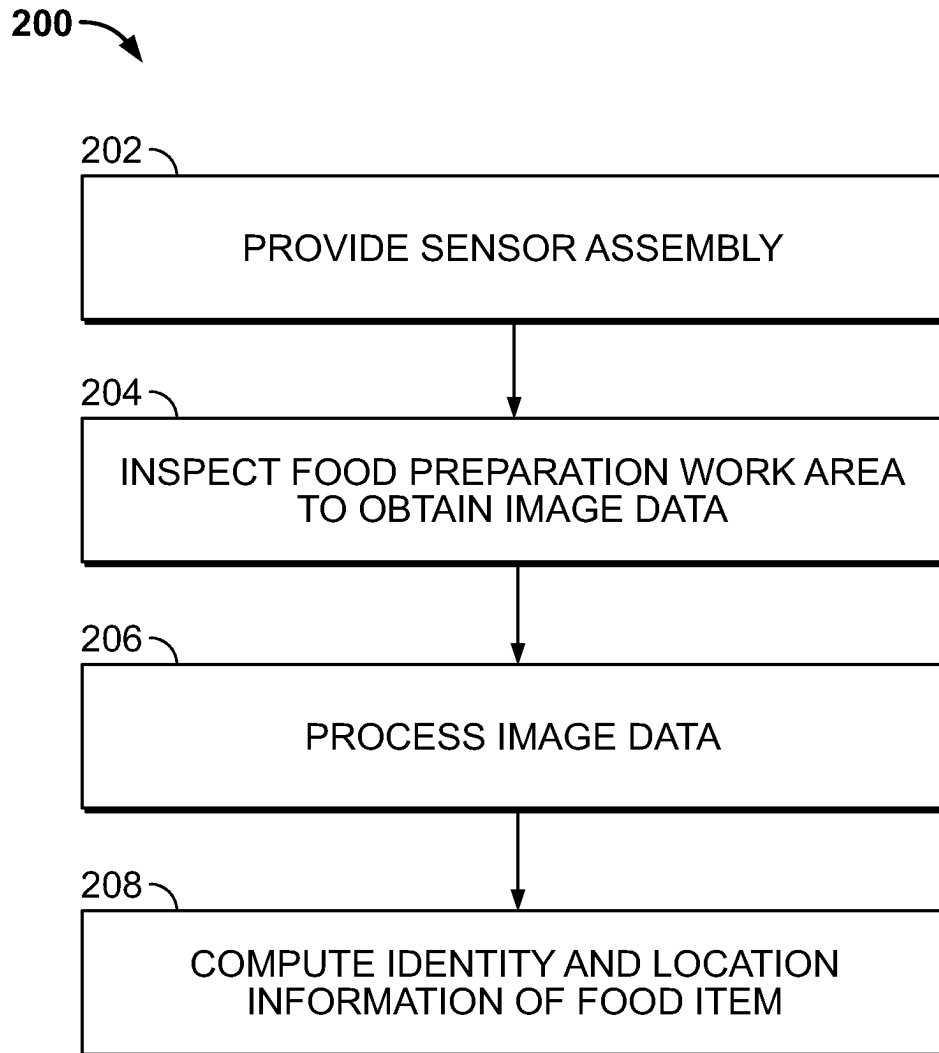 200
202
PROVIDE SENSOR ASSEMBLY
204
INSPECT FOOD PREPARATION WORK AREA
TO OBTAIN IMAGE DATA
206
PROCESS IMAGE DATA
208
COMPUTE IDENTITY AND LOCATION
INFORMATION OF FOOD ITEM